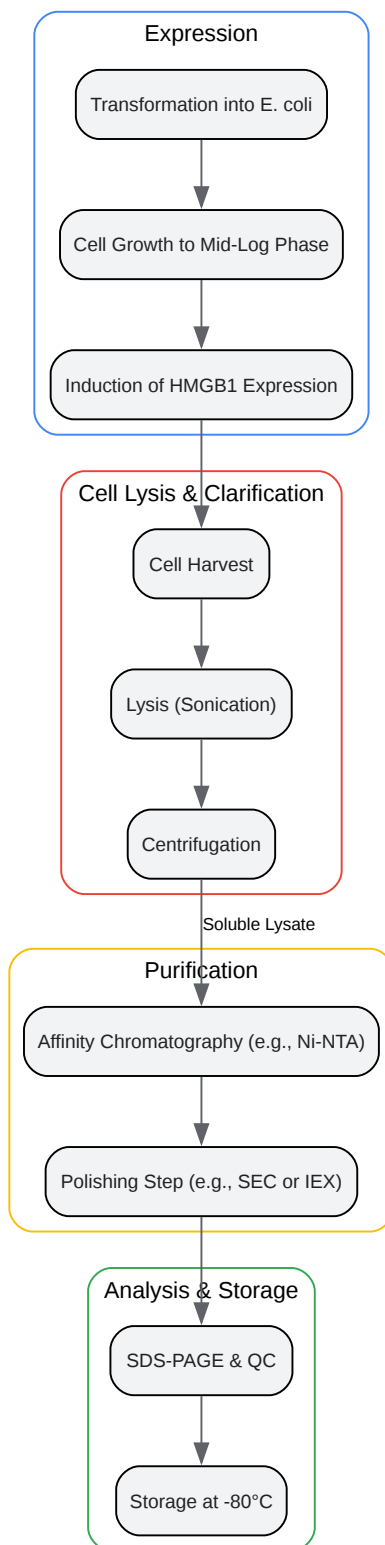 Expression
Transformation into E. coli
Cell Growth to Mid-Log Phase
Induction of HMGB1 Expression
Cell Lysis & Clarification
Cell Harvest
Lysis (Sonication)
Centrifugation
Soluble Lysate
Purification
Affinity Chromatography (e.g., Ni-NTA)
Polishing Step (e.g., SEC or IEX)
Analysis & Storage
SDS-PAGE & QC
Storage at -80°C